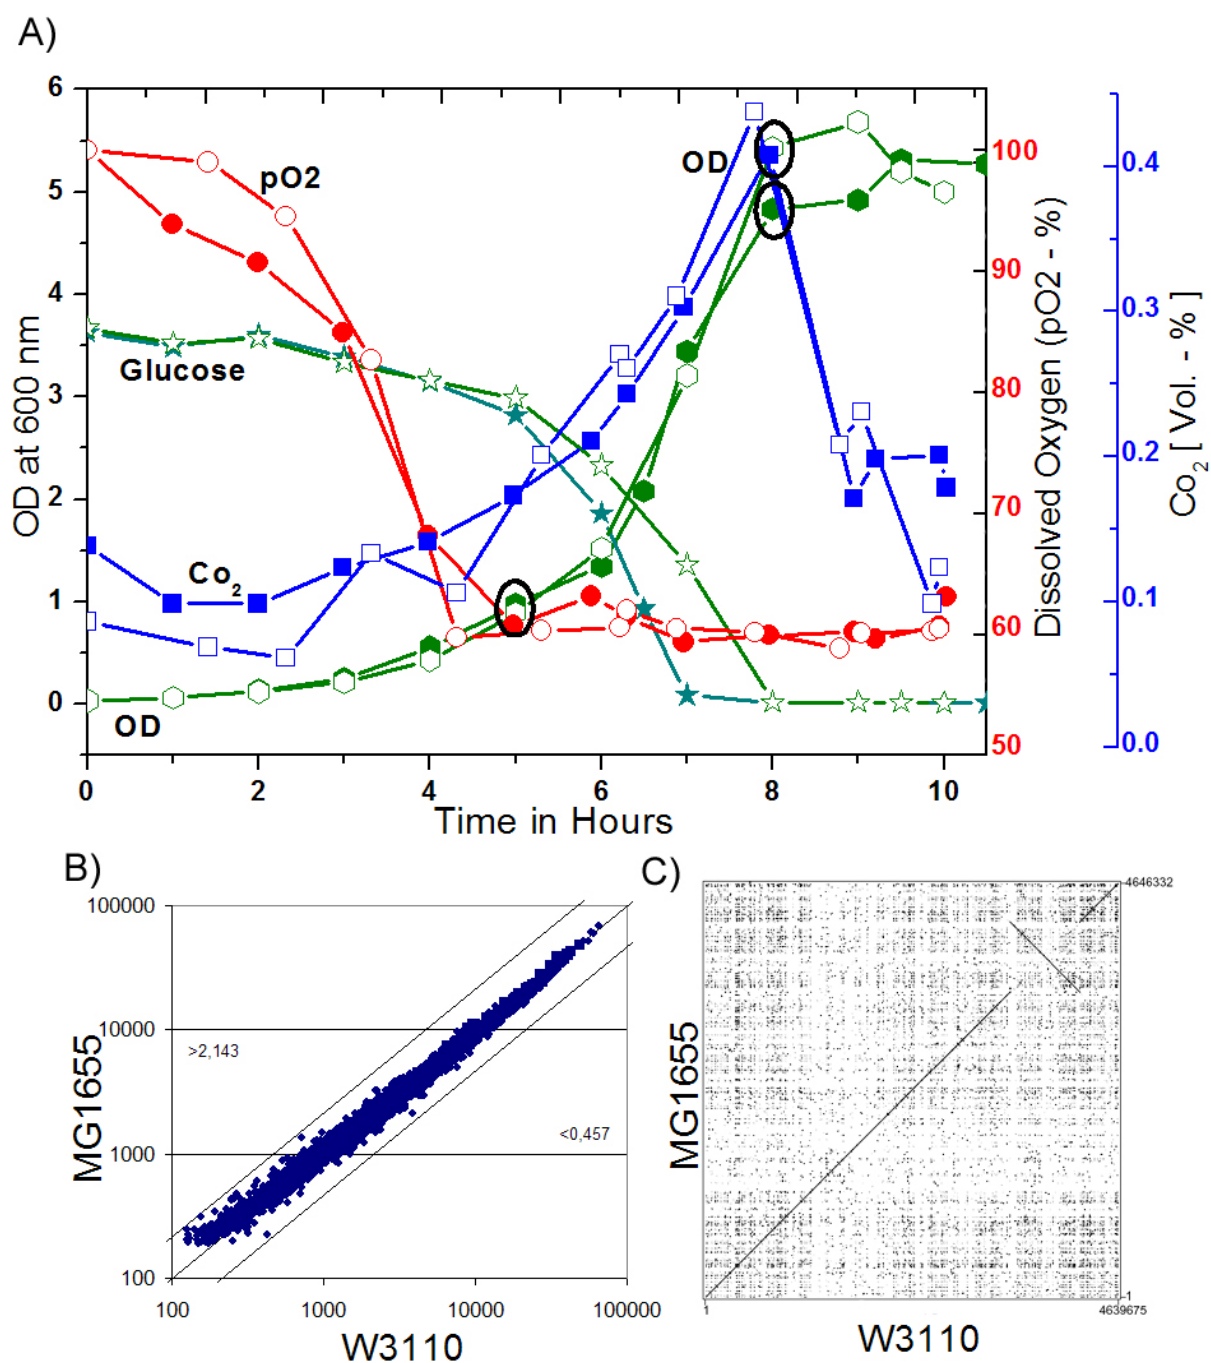 A)
6
5
4
3
2
1
0
OD at 600 nm
pO2
OD
Glucose
Co2
OD
100
90
80
70
60
50
Dissolved Oxygen (pO2 - %)
0.4
0.3
0.2
0.1
0.0
Co2 [ Vol. - % ]
0 2 4 6 8 10
Time in Hours
B)
100000
10000
1000
100
MG1655
>2,143
<0,457
100 1000 10000 100000
W3110
C)
4646332
MG1655
1
1 4639675
W3110